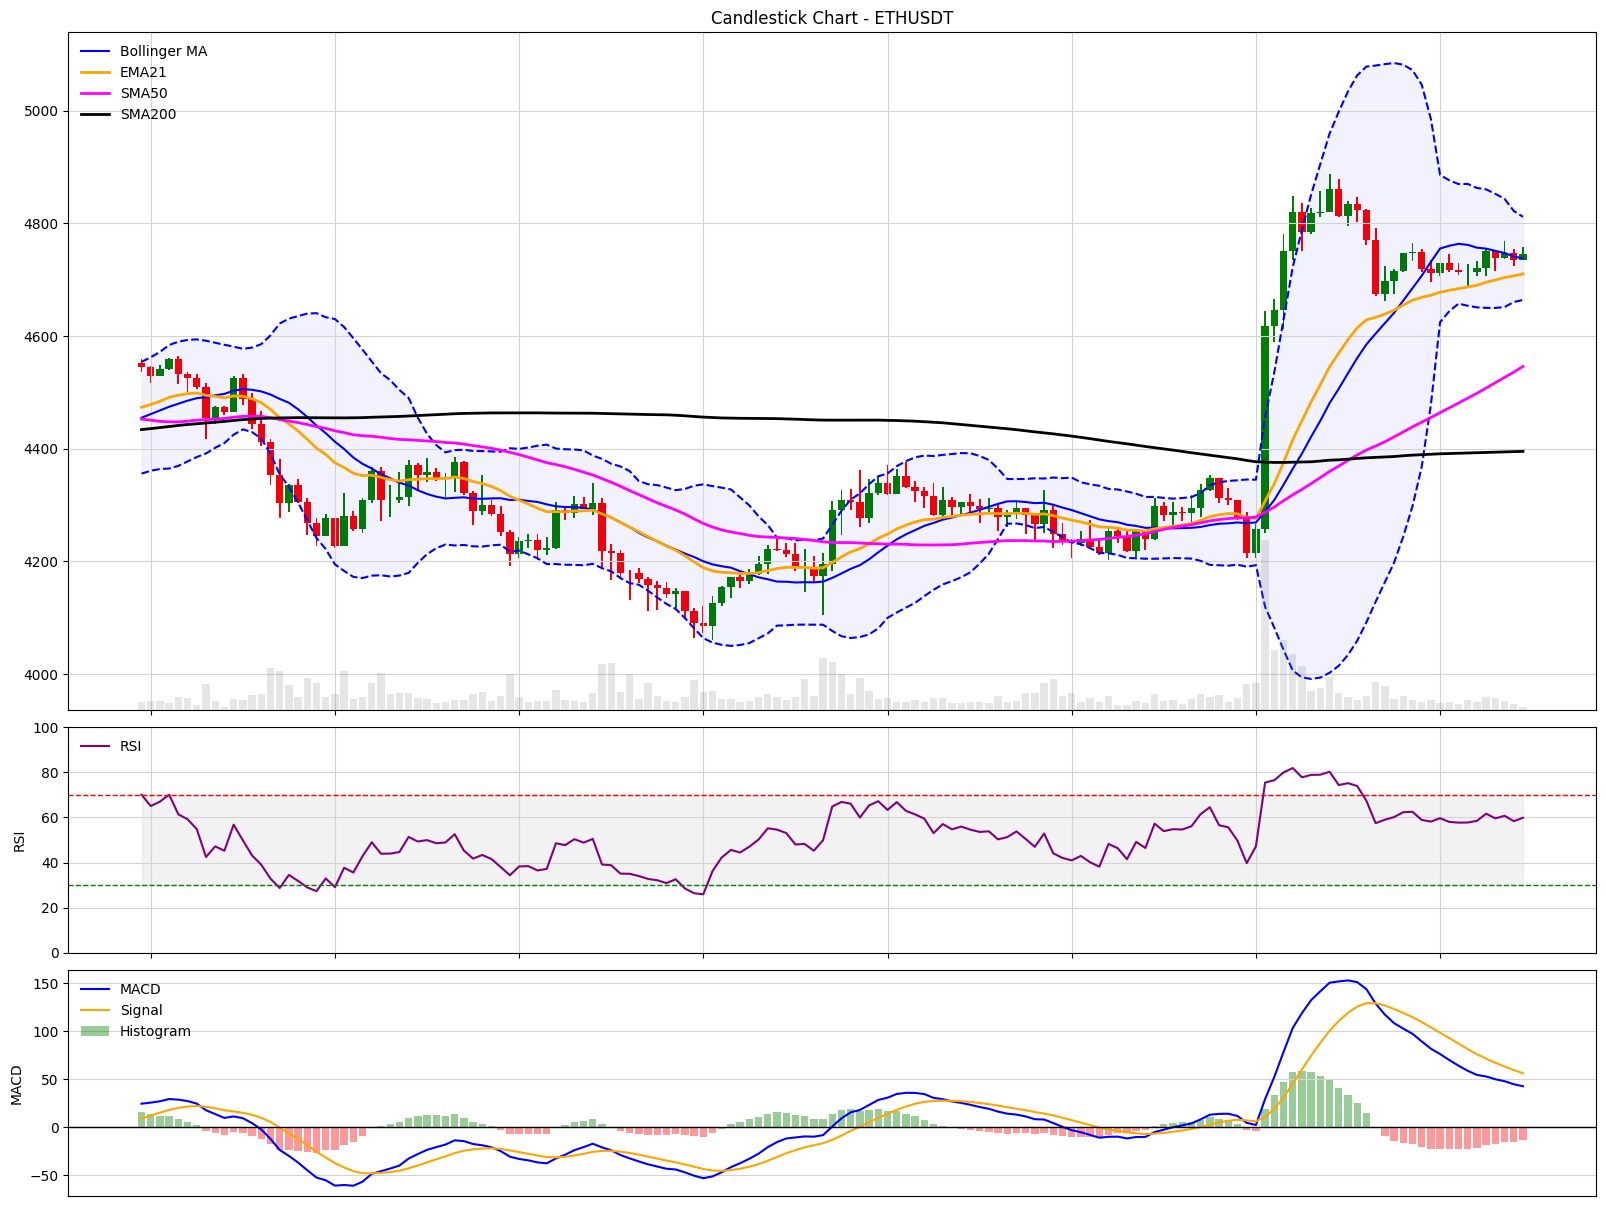 Candlestick Chart - ETHUSDT
Bollinger MA
EMA21
SMA50
SMA200
5000
4800
4600
4400
4200
4000
RSI
100
80
60
40
20
0
RSI
MACD
Signal
Histogram
150
100
50
0
−50
MACD